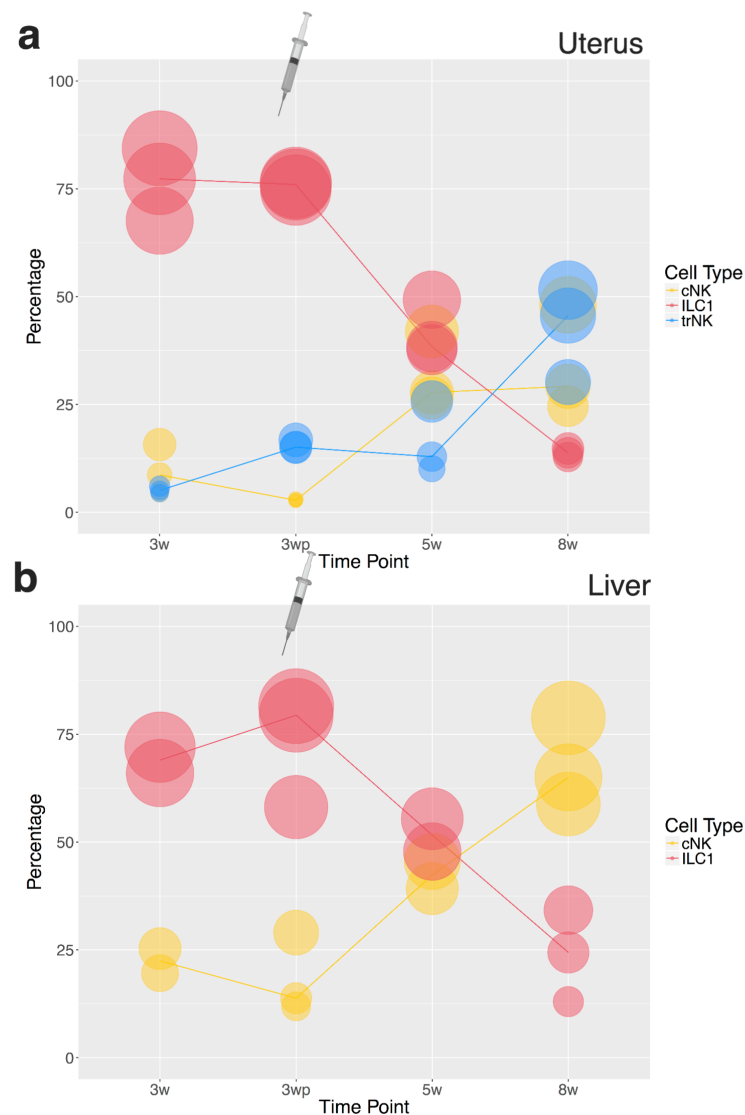 a
Uterus
100
75
50
25
0
Percentage
3w 3wp 5w 8w
Time Point
Cell Type
cNK
ILC1
trNK
b
Liver
100
75
50
25
0
Percentage
3w 3wp 5w 8w
Time Point
Cell Type
cNK
ILC1